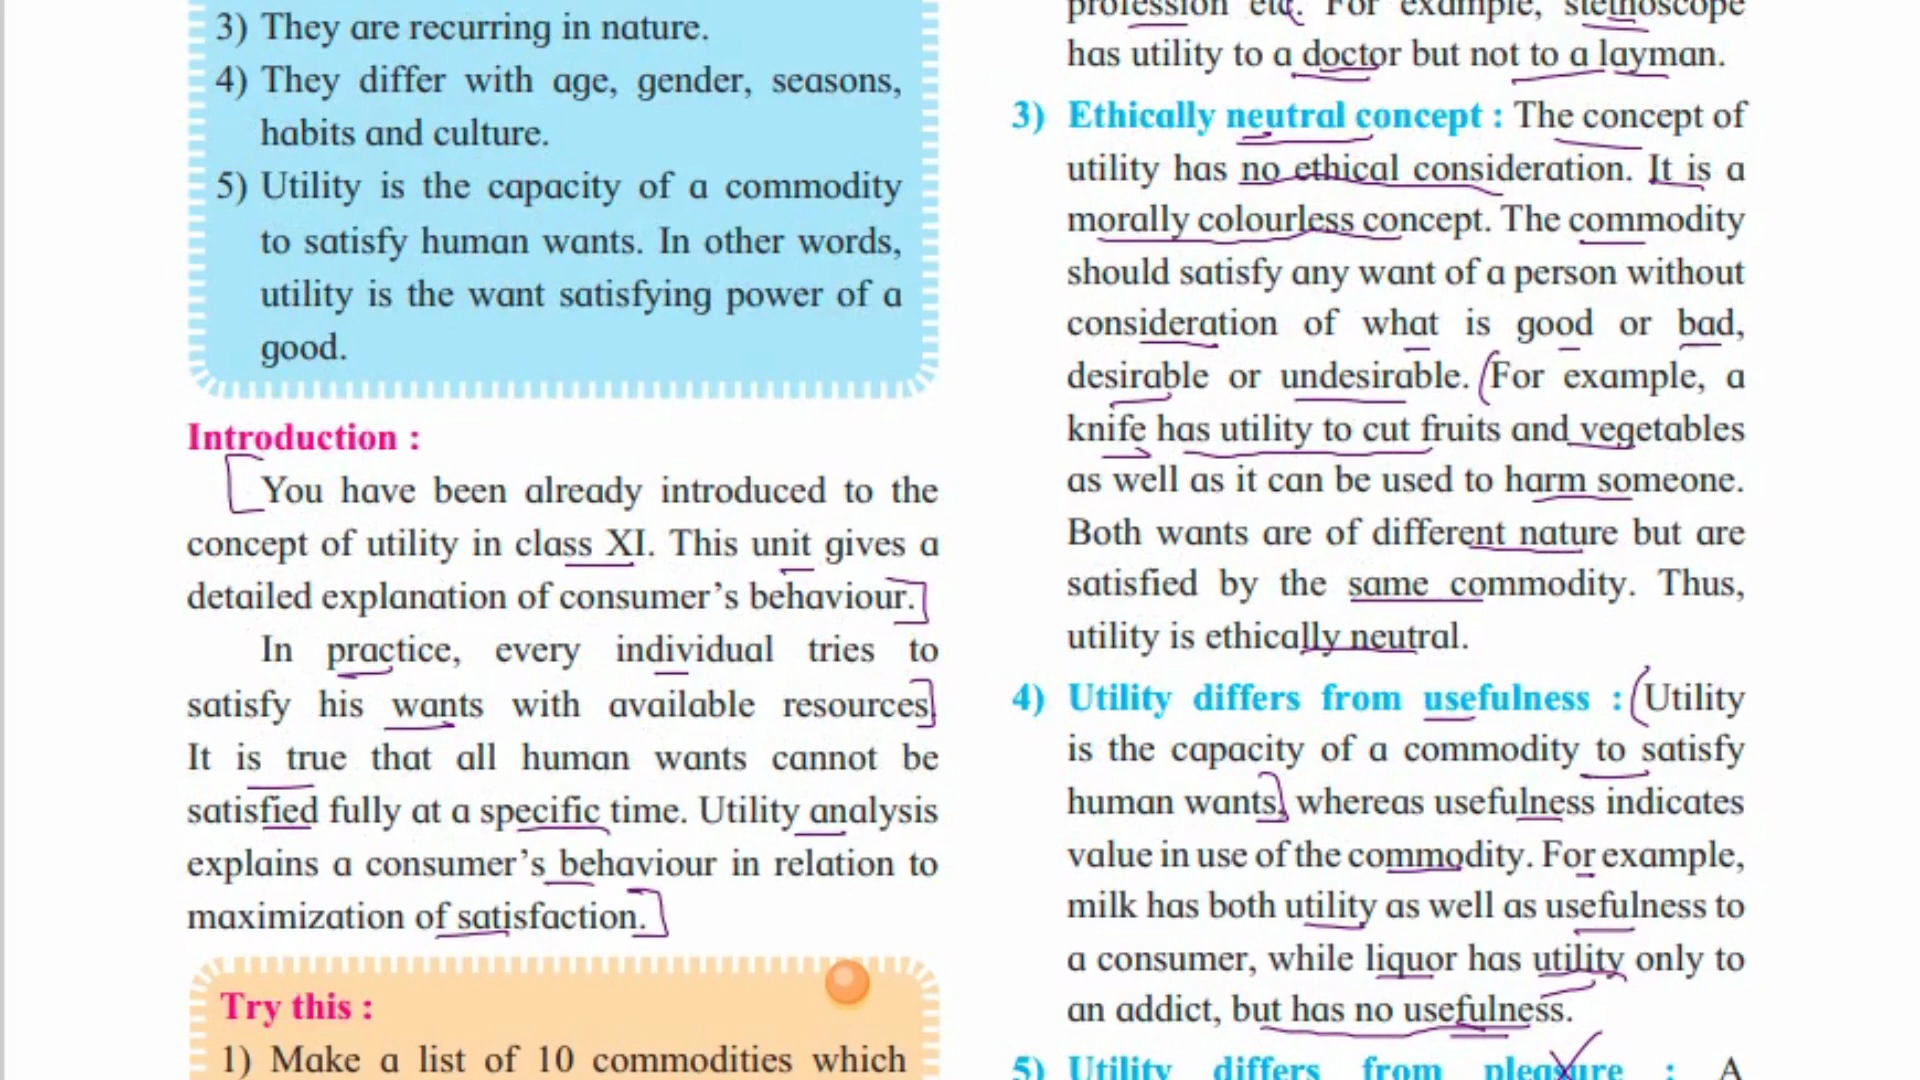 3) They are recurring in nature.
4) They differ with age, gender, seasons,
habits and culture.
5) Utility is the capacity of a commodity
to satisfy human wants. In other words,
utility is the want satisfying power of a
good.
Introduction :
You have been already introduced to the
concept of utility in class XI. This unit gives a
detailed explanation of consumer’s behaviour.
In practice, every individual tries to
satisfy his wants with available resources.
It is true that all human wants cannot be
satisfied fully at a specific time. Utility analysis
explains a consumer’s behaviour in relation to
maximization of satisfaction.
Try this :
1) Make a list of 10 commodities which
profession etc. For example, stethoscope
has utility to a doctor but not to a layman.
3) Ethically neutral concept : The concept of
utility has no ethical consideration. It is a
morally colourless concept. The commodity
should satisfy any want of a person without
consideration of what is good or bad,
desirable or undesirable. For example, a
knife has utility to cut fruits and vegetables
as well as it can be used to harm someone.
Both wants are of different nature but are
satisfied by the same commodity. Thus,
utility is ethically neutral.
4) Utility differs from usefulness : Utility
is the capacity of a commodity to satisfy
human wants, whereas usefulness indicates
value in use of the commodity. For example,
milk has both utility as well as usefulness to
a consumer, while liquor has utility only to
an addict, but has no usefulness.
5) Utility differs from pleasure : A